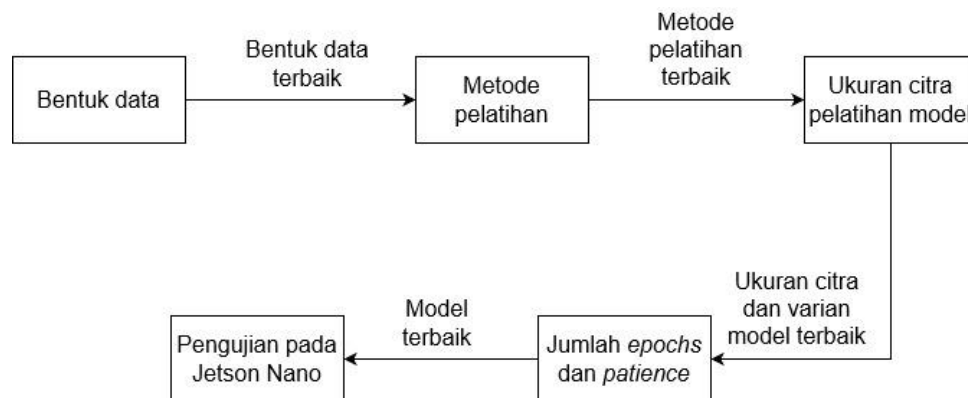 Bentuk data
Bentuk data
terbaik
Metode
pelatihan
Metode
pelatihan
terbaik
Ukuran citra
pelatihan model
Ukuran citra
dan varian
model terbaik
Jumlah epochs
dan patience
Model
terbaik
Pengujian pada
Jetson Nano